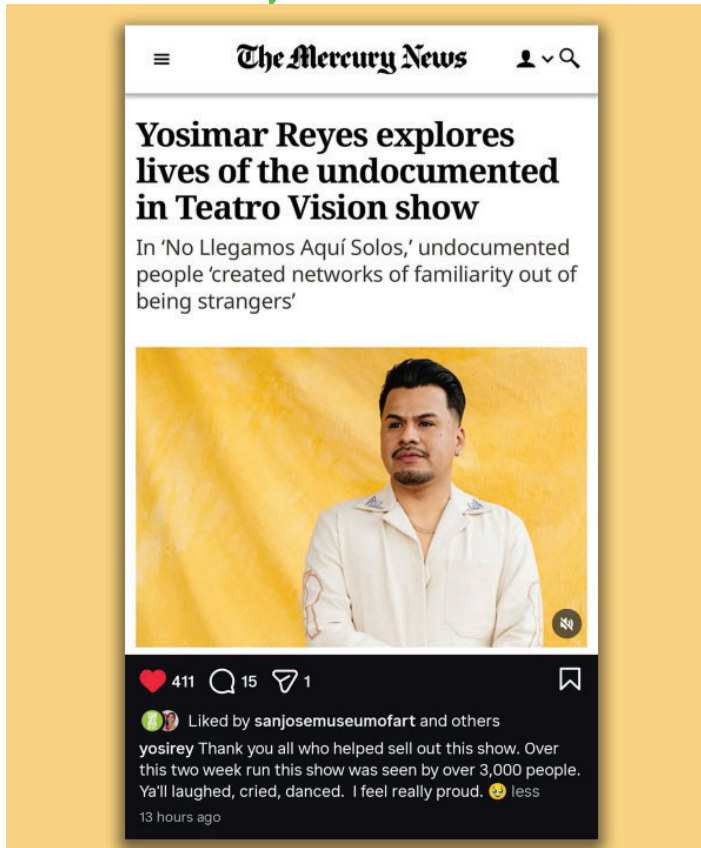 The Mercury News
Yosimar Reyes explores
lives of the undocumented
in Teatro Vision show
In ‘No Llegamos Aquí Solos,’ undocumented
people ‘created networks of familiarity out of
being strangers’
411 15 1
Liked by sanjosemuseumofart and others
yosirey Thank you all who helped sell out this show. Over
this two week run this show was seen by over 3,000 people.
Ya'll laughed, cried, danced. I feel really proud. 🥹 less
13 hours ago